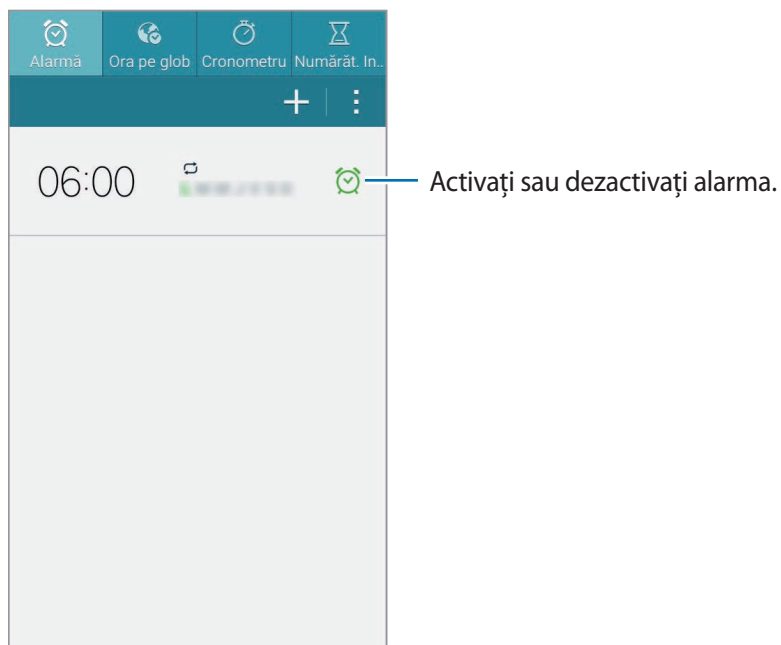 Alarmă
Ora pe glob
Cronometru
Numărăt. In..
06:00
Activați sau dezactivați alarma.